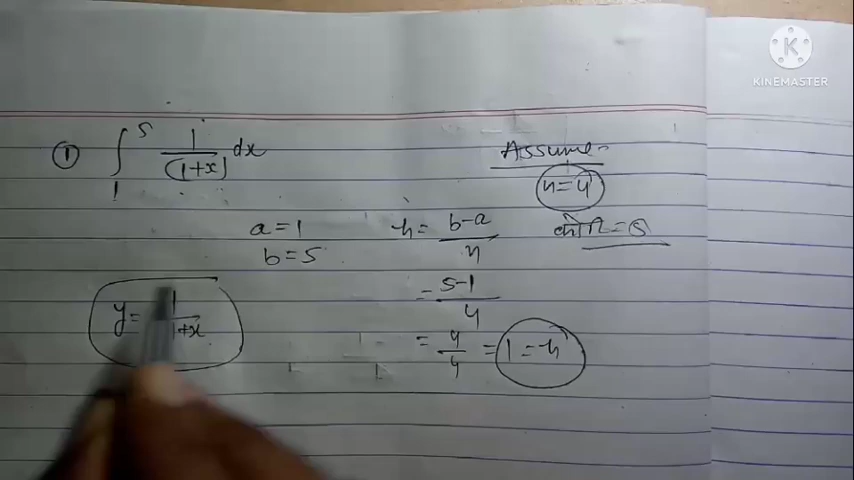 ① ∫₁⁵ 1/(1+x) dx
Assume-
n=4
a=1
b=5
h= b-a/n
= 5-1/4
= 4/4 = 1=h
y= 1/1+x
KINEMASTER